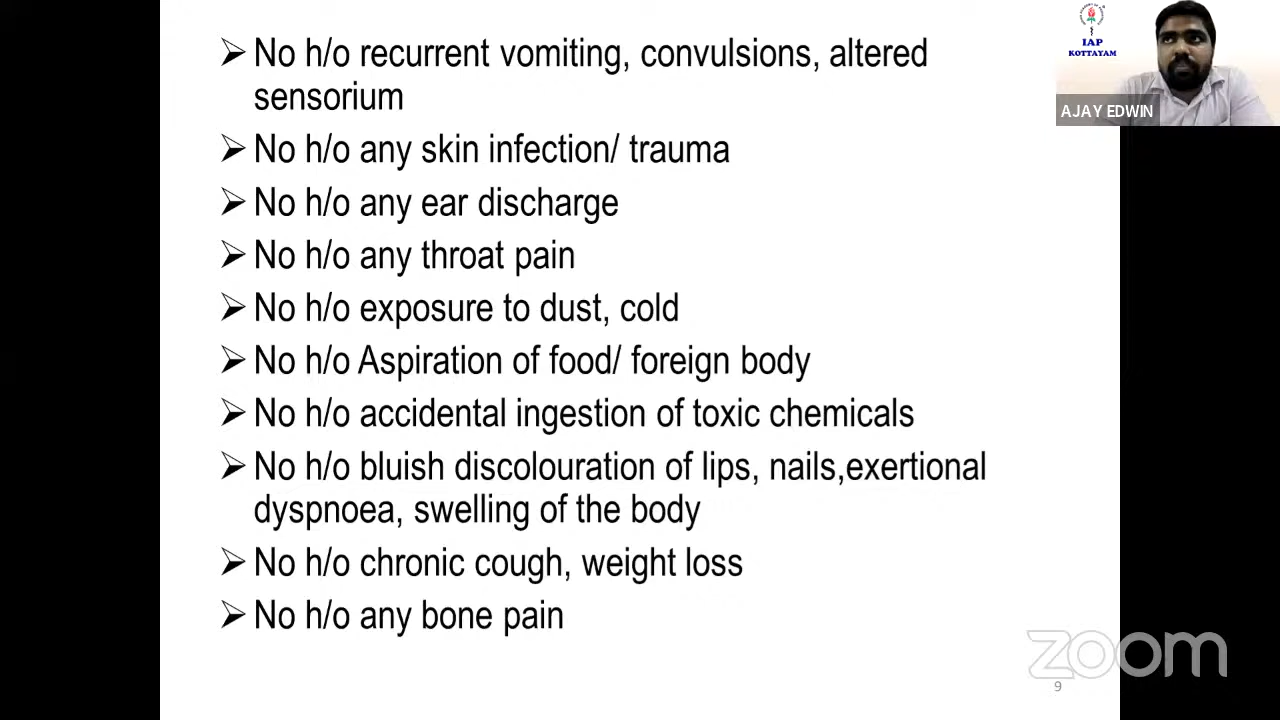 ➢ No h/o recurrent vomiting, convulsions, altered
sensorium
➢ No h/o any skin infection/ trauma
➢ No h/o any ear discharge
➢ No h/o any throat pain
➢ No h/o exposure to dust, cold
➢ No h/o Aspiration of food/ foreign body
➢ No h/o accidental ingestion of toxic chemicals
➢ No h/o bluish discolouration of lips, nails,exertional
dyspnoea, swelling of the body
➢ No h/o chronic cough, weight loss
➢ No h/o any bone pain
IAP
KOTTAYAM
AJAY EDWIN
zoom
9